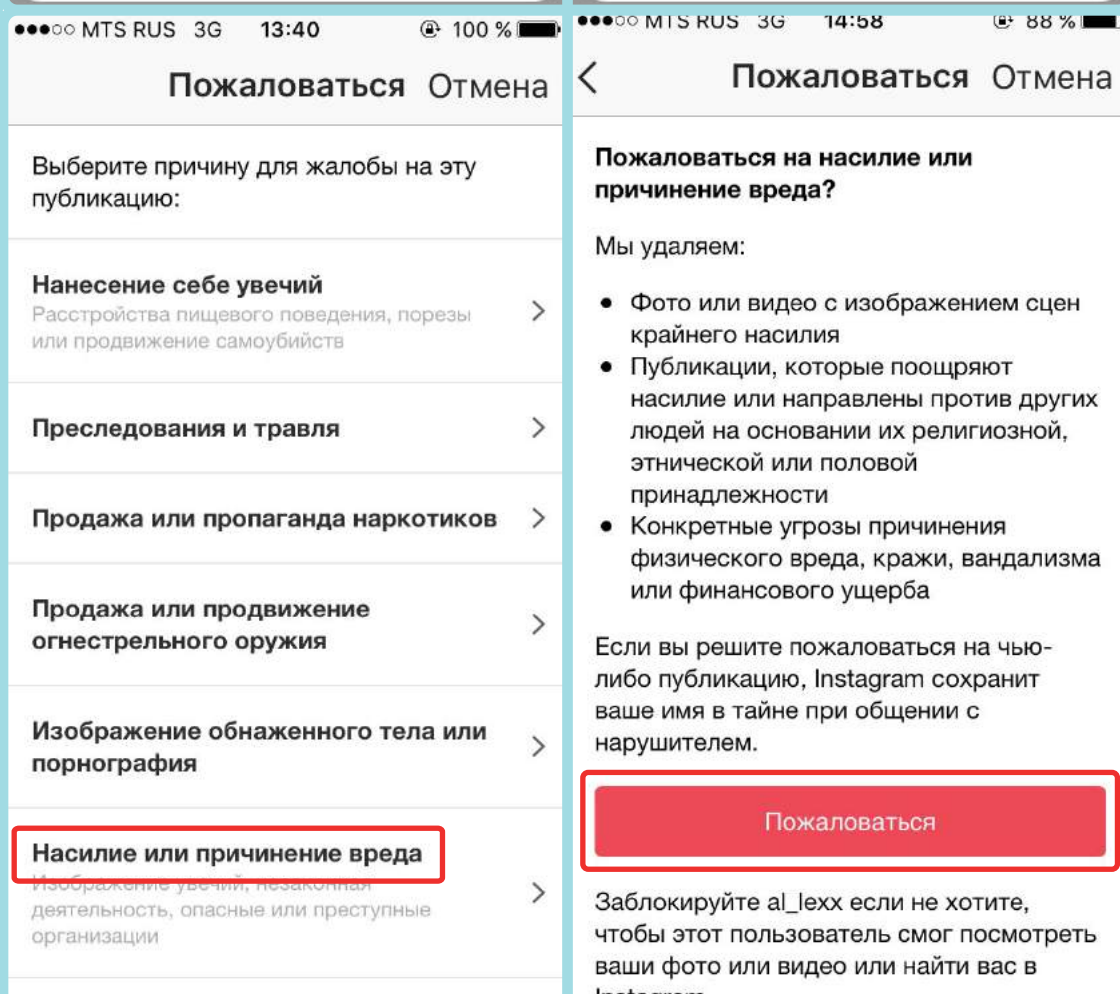 MTS RUS 3G 13:40 100 %
Пожаловаться Отмена
Выберите причину для жалобы на эту
публикацию:
Нанесение себе увечий
Расстройства пищевого поведения, порезы
или продвижение самоубийств
Преследования и травля
Продажа или пропаганда наркотиков
Продажа или продвижение
огнестрельного оружия
Изображение обнаженного тела или
порнография
Насилие или причинение вреда
Изображение увечий, незаконная
деятельность, опасные или преступные
организации
MTS RUS 3G 14:58 88 %
Пожаловаться Отмена
Пожаловаться на насилие или
причинение вреда?
Мы удаляем:
• Фото или видео с изображением сцен
крайнего насилия
• Публикации, которые поощряют
насилие или направлены против других
людей на основании их религиозной,
этнической или половой
принадлежности
• Конкретные угрозы причинения
физического вреда, кражи, вандализма
или финансового ущерба
Если вы решите пожаловаться на чью-
либо публикацию, Instagram сохранит
ваше имя в тайне при общении с
нарушителем.
Пожаловаться
Заблокируйте al_lexx если не хотите,
чтобы этот пользователь смог посмотреть
ваши фото или видео или найти вас в
Instagram